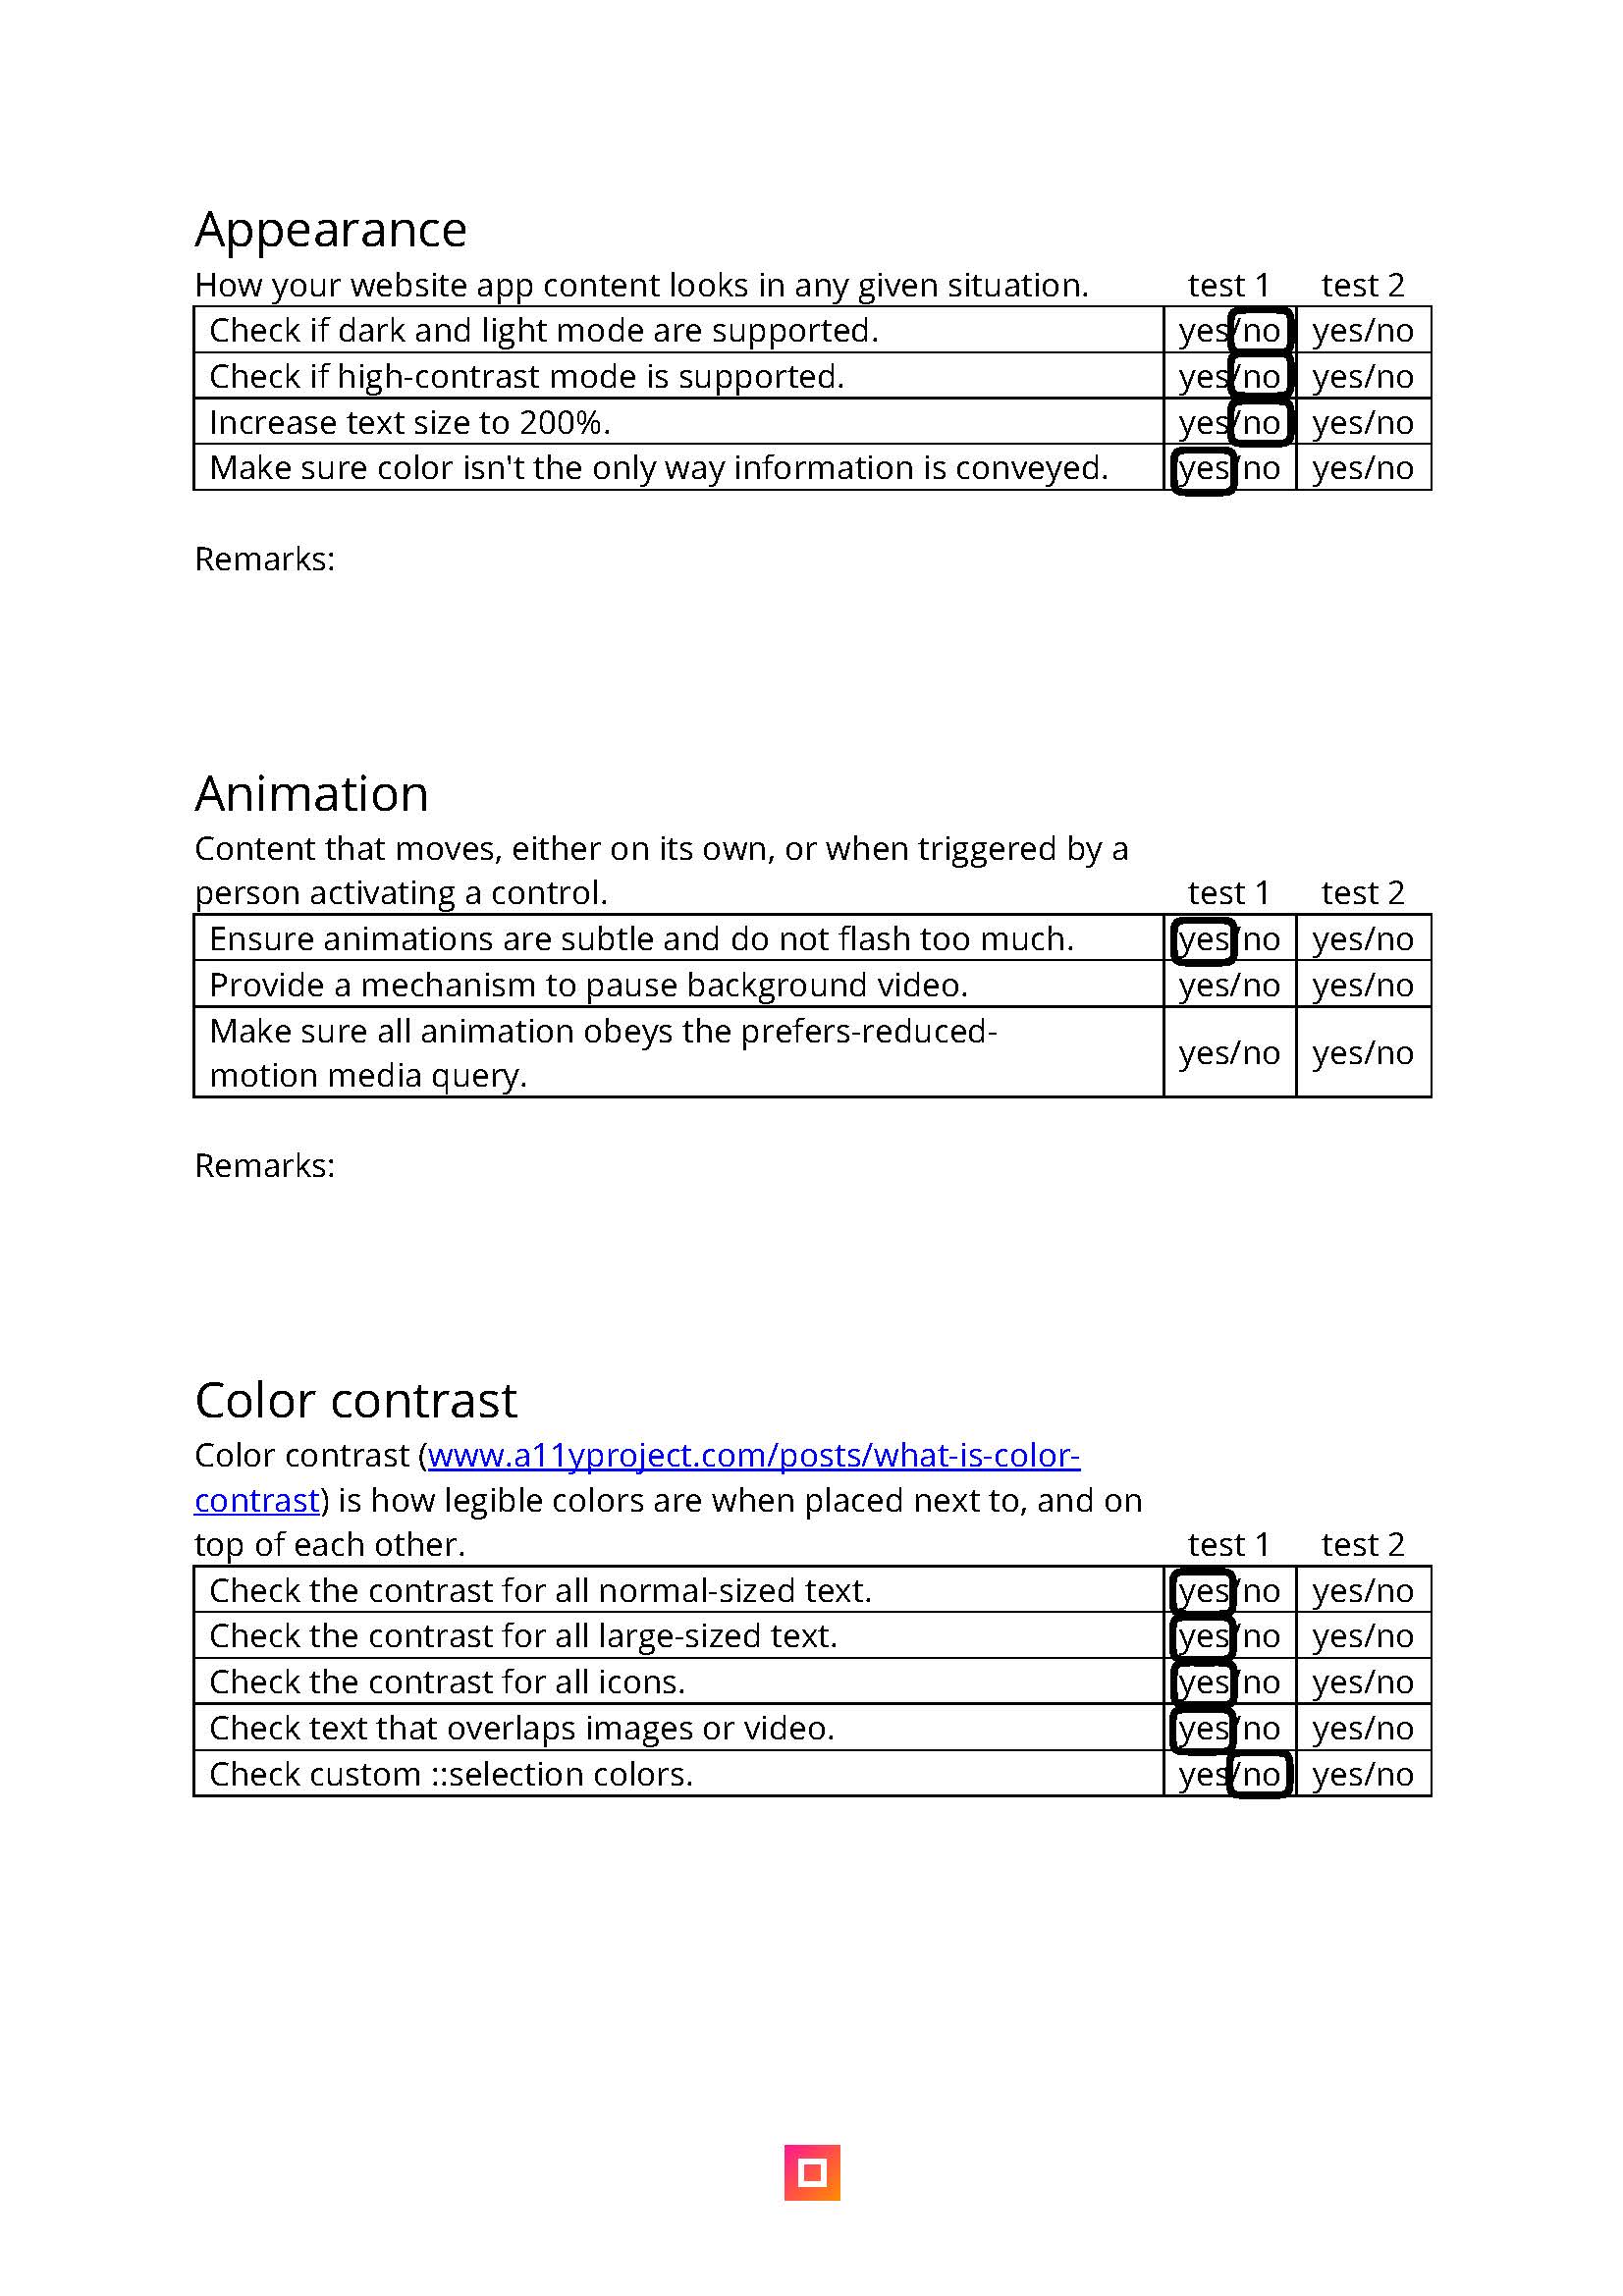 Appearance
How your website app content looks in any given situation. test 1 test 2
Check if dark and light mode are supported. yes/no yes/no
Check if high-contrast mode is supported. yes/no yes/no
Increase text size to 200%. yes/no yes/no
Make sure color isn't the only way information is conveyed. yes/no yes/no
Remarks:
Animation
Content that moves, either on its own, or when triggered by a
person activating a control. test 1 test 2
Ensure animations are subtle and do not flash too much. yes/no yes/no
Provide a mechanism to pause background video. yes/no yes/no
Make sure all animation obeys the prefers-reduced-
motion media query. yes/no yes/no
Remarks:
Color contrast
Color contrast (www.a11yproject.com/posts/what-is-color-
contrast) is how legible colors are when placed next to, and on
top of each other. test 1 test 2
Check the contrast for all normal-sized text. yes/no yes/no
Check the contrast for all large-sized text. yes/no yes/no
Check the contrast for all icons. yes/no yes/no
Check text that overlaps images or video. yes/no yes/no
Check custom ::selection colors. yes/no yes/no